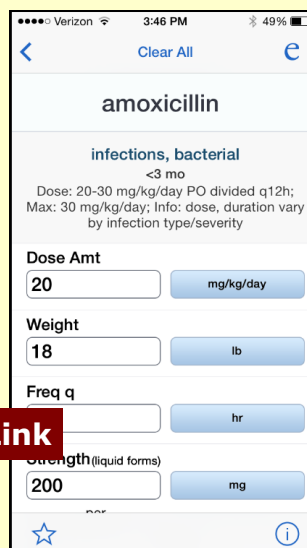 Verizon 3:46 PM 49%
Clear All e
amoxicillin
infections, bacterial
<3 mo
Dose: 20-30 mg/kg/day PO divided q12h;
Max: 30 mg/kg/day; Info: dose, duration vary
by infection type/severity
Dose Amt
20 mg/kg/day
Weight
18 lb
Freq q
ink hr
Strength (liquid forms)
200 mg
per